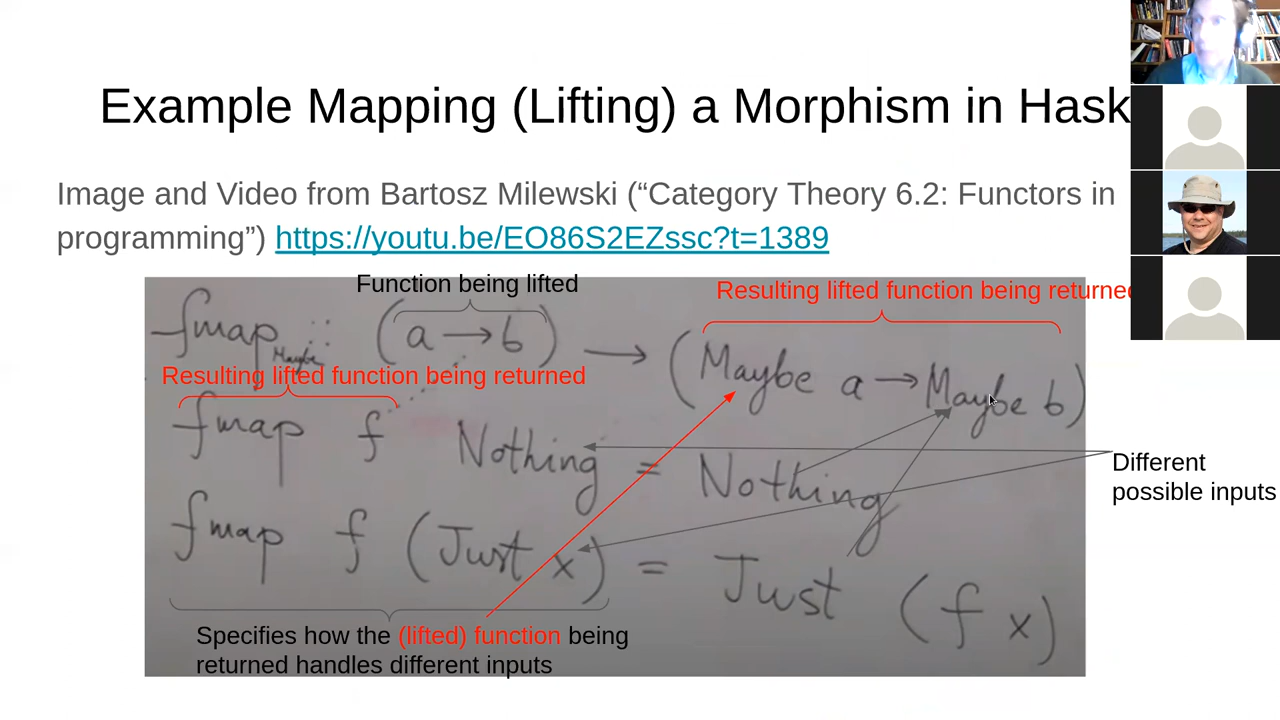 Example Mapping (Lifting) a Morphism in Hask
Image and Video from Bartosz Milewski (“Category Theory 6.2: Functors in
programming”) https://youtu.be/EO86S2EZssc?t=1389
Function being lifted
Resulting lifted function being returned
fmap Maybe :: (a → b) → (Maybe a → Maybe b)
Resulting lifted function being returned
fmap f Nothing = Nothing
Different
possible inputs
fmap f (Just x) = Just (f x)
Specifies how the (lifted) function being
returned handles different inputs